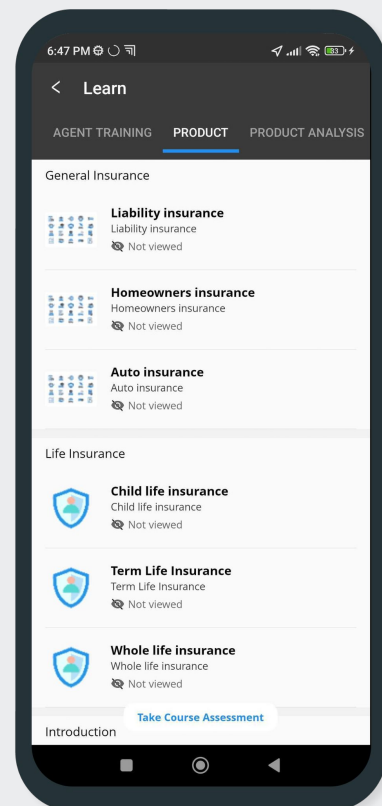 6:47 PM
83
Learn
AGENT TRAINING PRODUCT PRODUCT ANALYSIS
General Insurance
Liability insurance
Liability insurance
Not viewed
Homeowners insurance
Homeowners insurance
Not viewed
Auto insurance
Auto insurance
Not viewed
Life Insurance
Child life insurance
Child life insurance
Not viewed
Term Life Insurance
Term Life Insurance
Not viewed
Whole life insurance
Whole life insurance
Not viewed
Take Course Assessment
Introduction